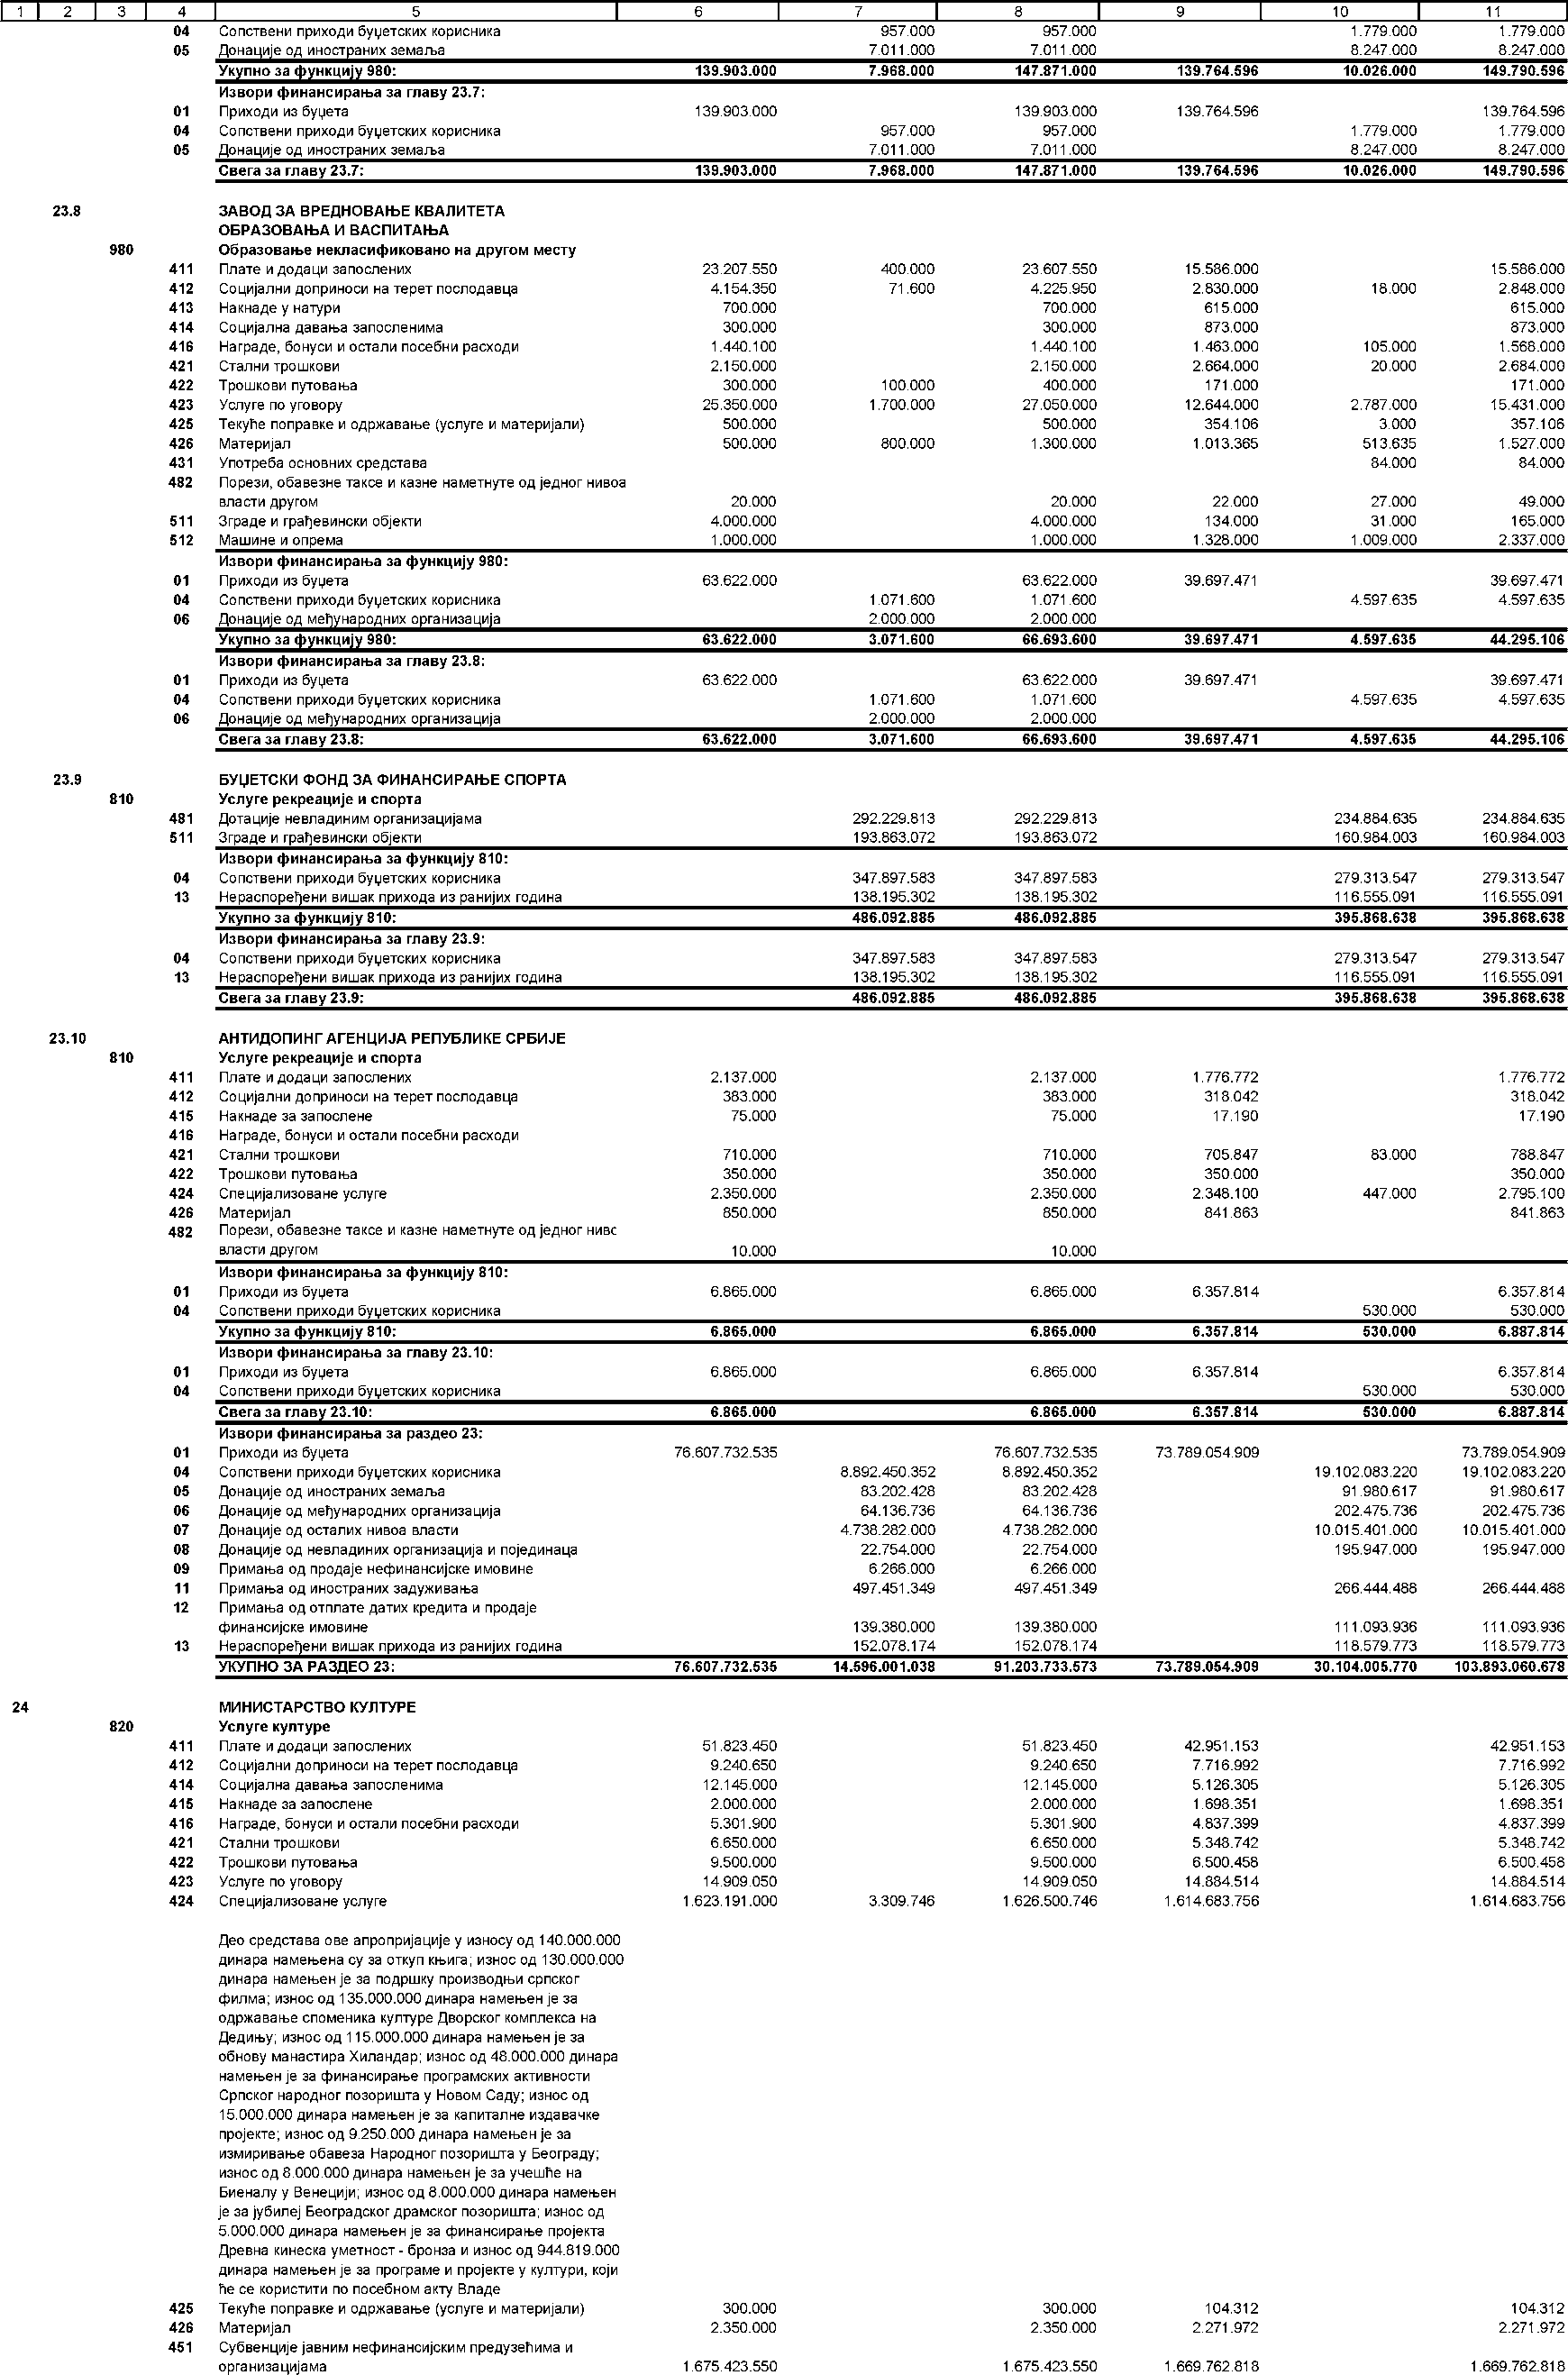 1 2 3 4 5 6 7 8 9 10 11
04 Сопствени приходи буџетских корисника 957.000 957.000 1.779.000 1.779.000
05 Донације од иностраних земаља 7.011.000 7.011.000 8.247.000 8.247.000
Укупно за функцију 980: 139.903.000 7.968.000 147.871.000 139.764.596 10.026.000 149.790.596
Извори финансирања за главу 23.7:
01 Приходи из буџета 139.903.000 139.903.000 139.764.596 139.764.596
04 Сопствени приходи буџетских корисника 957.000 957.000 1.779.000 1.779.000
05 Донације од иностраних земаља 7.011.000 7.011.000 8.247.000 8.247.000
Свега за главу 23.7: 139.903.000 7.968.000 147.871.000 139.764.596 10.026.000 149.790.596
23.8 ЗАВОД ЗА ВРЕДНОВАЊЕ КВАЛИТЕТА
ОБРАЗОВАЊА И ВАСПИТАЊА
980 Образовање некласификовано на другом месту
411 Плате и додаци запослених 23.207.550 400.000 23.607.550 15.586.000 15.586.000
412 Социјални доприноси на терет послодавца 4.154.350 71.600 4.225.950 2.830.000 18.000 2.848.000
413 Накнаде у натури 700.000 700.000 615.000 615.000
414 Социјална давања запосленима 300.000 300.000 873.000 873.000
416 Награде, бонуси и остали посебни расходи 1.440.100 1.440.100 1.463.000 105.000 1.568.000
421 Стални трошкови 2.150.000 2.150.000 2.664.000 20.000 2.684.000
422 Трошкови путовања 300.000 100.000 400.000 171.000 171.000
423 Услуге по уговору 25.350.000 1.700.000 27.050.000 12.644.000 2.787.000 15.431.000
425 Текуће поправке и одржавање (услуге и материјали) 500.000 500.000 354.106 3.000 357.106
426 Материјал 500.000 800.000 1.300.000 1.013.365 513.635 1.527.000
431 Употреба основних средстава 84.000 84.000
482 Порези, обавезне таксе и казне наметнуте од једног нивоа
власти другом 20.000 20.000 22.000 27.000 49.000
511 Зграде и грађевински објекти 4.000.000 4.000.000 134.000 31.000 165.000
512 Машине и опрема 1.000.000 1.000.000 1.328.000 1.009.000 2.337.000
Извори финансирања за функцију 980:
01 Приходи из буџета 63.622.000 63.622.000 39.697.471 39.697.471
04 Сопствени приходи буџетских корисника 1.071.600 1.071.600 4.597.635 4.597.635
06 Донације од међународних организација 2.000.000 2.000.000
Укупно за функцију 980: 63.622.000 3.071.600 66.693.600 39.697.471 4.597.635 44.295.106
Извори финансирања за главу 23.8:
01 Приходи из буџета 63.622.000 63.622.000 39.697.471 39.697.471
04 Сопствени приходи буџетских корисника 1.071.600 1.071.600 4.597.635 4.597.635
06 Донације од међународних организација 2.000.000 2.000.000
Свега за главу 23.8: 63.622.000 3.071.600 66.693.600 39.697.471 4.597.635 44.295.106
23.9 БУЏЕТСКИ ФОНД ЗА ФИНАНСИРАЊЕ СПОРТА
810 Услуге рекреације и спорта
481 Дотације невладиним организацијама 292.229.813 292.229.813 234.884.635 234.884.635
511 Зграде и грађевински објекти 193.863.072 193.863.072 160.984.003 160.984.003
Извори финансирања за функцију 810:
04 Сопствени приходи буџетских корисника 347.897.583 347.897.583 279.313.547 279.313.547
13 Нераспоређени вишак прихода из ранијих година 138.195.302 138.195.302 116.555.091 116.555.091
Укупно за функцију 810: 486.092.885 486.092.885 395.868.638 395.868.638
Извори финансирања за главу 23.9:
04 Сопствени приходи буџетских корисника 347.897.583 347.897.583 279.313.547 279.313.547
13 Нераспоређени вишак прихода из ранијих година 138.195.302 138.195.302 116.555.091 116.555.091
Свега за главу 23.9: 486.092.885 486.092.885 395.868.638 395.868.638
23.10 АНТИДОПИНГ АГЕНЦИЈА РЕПУБЛИКЕ СРБИЈЕ
810 Услуге рекреације и спорта
411 Плате и додаци запослених 2.137.000 2.137.000 1.776.772 1.776.772
412 Социјални доприноси на терет послодавца 383.000 383.000 318.042 318.042
415 Накнаде за запослене 75.000 75.000 17.190 17.190
416 Награде, бонуси и остали посебни расходи
421 Стални трошкови 710.000 710.000 705.847 83.000 788.847
422 Трошкови путовања 350.000 350.000 350.000 350.000
424 Специјализоване услуге 2.350.000 2.350.000 2.348.100 447.000 2.795.100
426 Материјал 850.000 850.000 841.863 841.863
482 Порези, обавезне таксе и казне наметнуте од једног нивс
власти другом 10.000 10.000
Извори финансирања за функцију 810:
01 Приходи из буџета 6.865.000 6.865.000 6.357.814 6.357.814
04 Сопствени приходи буџетских корисника 530.000 530.000
Укупно за функцију 810: 6.865.000 6.865.000 6.357.814 530.000 6.887.814
Извори финансирања за главу 23.10:
01 Приходи из буџета 6.865.000 6.865.000 6.357.814 6.357.814
04 Сопствени приходи буџетских корисника 530.000 530.000
Свега за главу 23.10: 6.865.000 6.865.000 6.357.814 530.000 6.887.814
Извори финансирања за раздео 23:
01 Приходи из буџета 76.607.732.535 76.607.732.535 73.789.054.909 73.789.054.909
04 Сопствени приходи буџетских корисника 8.892.450.352 8.892.450.352 19.102.083.220 19.102.083.220
05 Донације од иностраних земаља 83.202.428 83.202.428 91.980.617 91.980.617
06 Донације од међународних организација 64.136.736 64.136.736 202.475.736 202.475.736
07 Донације од осталих нивоа власти 4.738.282.000 4.738.282.000 10.015.401.000 10.015.401.000
08 Донације од невладиних организација и појединаца 22.754.000 22.754.000 195.947.000 195.947.000
09 Примања од продаје нефинансијске имовине 6.266.000 6.266.000
11 Примања од иностраних задуживања 497.451.349 497.451.349 266.444.488 266.444.488
12 Примања од отплате датих кредита и продаје
финансијске имовине 139.380.000 139.380.000 111.093.936 111.093.936
13 Нераспоређени вишак прихода из ранијих година 152.078.174 152.078.174 118.579.773 118.579.773
УКУПНО ЗА РАЗДЕО 23: 76.607.732.535 14.596.001.038 91.203.733.573 73.789.054.909 30.104.005.770 103.893.060.678
24 МИНИСТАРСТВО КУЛТУРЕ
820 Услуге културе
411 Плате и додаци запослених 51.823.450 51.823.450 42.951.153 42.951.153
412 Социјални доприноси на терет послодавца 9.240.650 9.240.650 7.716.992 7.716.992
414 Социјална давања запосленима 12.145.000 12.145.000 5.126.305 5.126.305
415 Накнаде за запослене 2.000.000 2.000.000 1.698.351 1.698.351
416 Награде, бонуси и остали посебни расходи 5.301.900 5.301.900 4.837.399 4.837.399
421 Стални трошкови 6.650.000 6.650.000 5.348.742 5.348.742
422 Трошкови путовања 9.500.000 9.500.000 6.500.458 6.500.458
423 Услуге по уговору 14.909.050 14.909.050 14.884.514 14.884.514
424 Специјализоване услуге 1.623.191.000 3.309.746 1.626.500.746 1.614.683.756 1.614.683.756
Део средстава ове апропријације у износу од 140.000.000
динара намењена су за откуп књига; износ од 130.000.000
динара намењен је за подршку производњи српског
филма; износ од 135.000.000 динара намењен је за
одржавање споменика културе Дворског комплекса на
Дедињу; износ од 115.000.000 динара намењен је за
обнову манастира Хиландар; износ од 48.000.000 динара
намењен је за финансирање програмских активности
Српског народног позоришта у Новом Саду; износ од
15.000.000 динара намењен је за капиталне издавачке
пројекте; износ од 9.250.000 динара намењен је за
измиривање обавеза Народног позоришта у Београду;
износ од 8.000.000 динара намењен је за учешће на
Биеналу у Венецији; износ од 8.000.000 динара намењен
је за јубилеј Београдског драмског позоришта; износ од
5.000.000 динара намењен је за финансирање пројекта
Древна кинеска уметност - бронза и износ од 944.819.000
динара намењен је за програме и пројекте у култури, који
ће се користити по посебном акту Владе
425 Текуће поправке и одржавање (услуге и материјали) 300.000 300.000 104.312 104.312
426 Материјал 2.350.000 2.350.000 2.271.972 2.271.972
451 Субвенције јавним нефинансијским предузећима и
организацијама 1.675.423.550 1.675.423.550 1.669.762.818 1.669.762.818